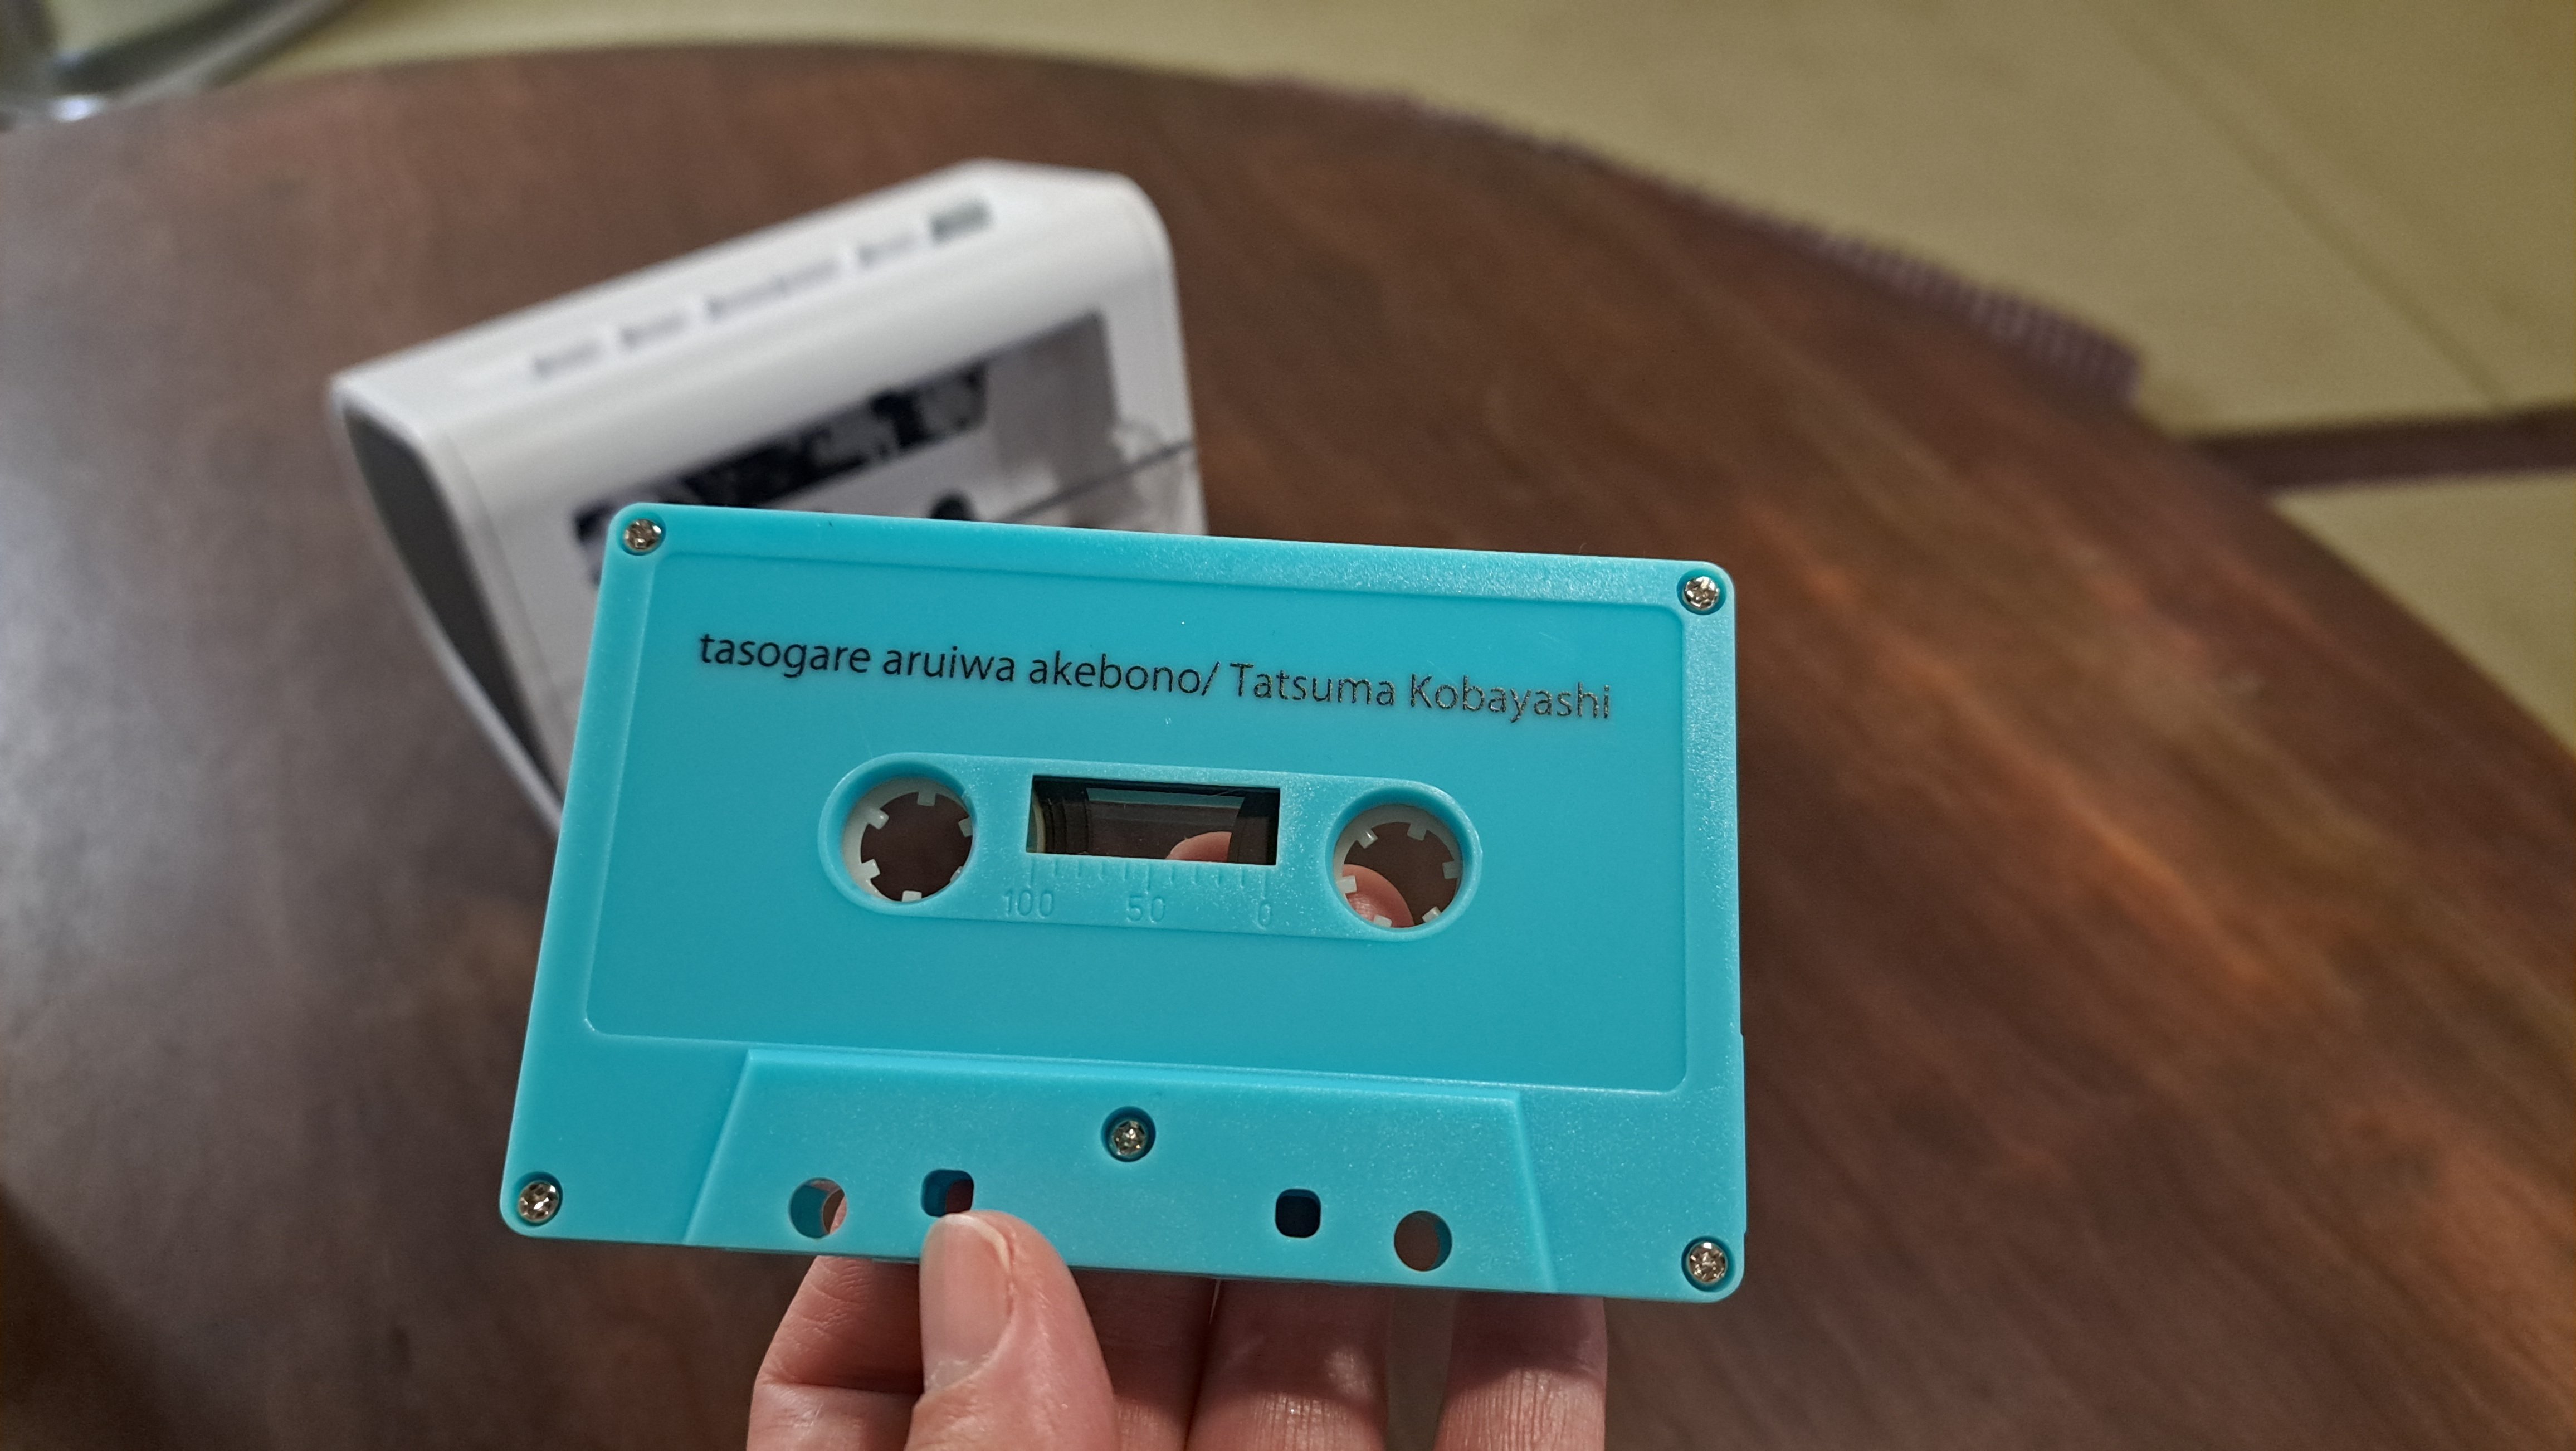 tasogare aruiwa akebono/ Tatsuma Kobayashi
100 50 0